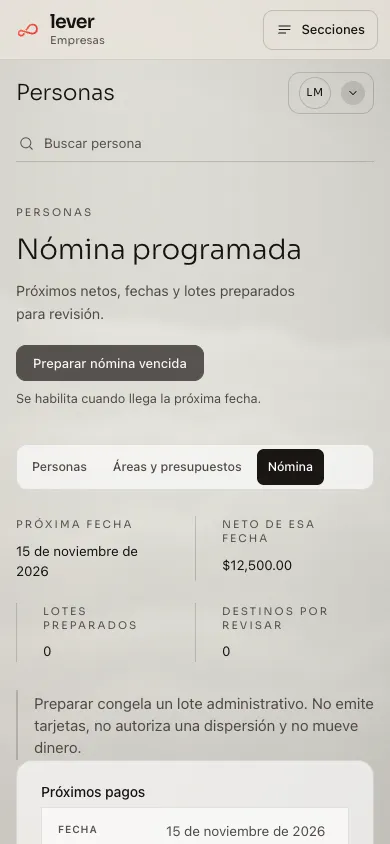 lever
Empresas
Secciones
Personas
LM
Buscar persona
PERSONAS
Nómina programada
Próximos netos, fechas y lotes preparados
para revisión.
Preparar nómina vencida
Se habilita cuando llega la próxima fecha.
Personas
Áreas y presupuestos
Nómina
PRÓXIMA FECHA
15 de noviembre de
2026
NETO DE ESA
FECHA
$12,500.00
LOTES
PREPARADOS
0
DESTINOS POR
REVISAR
0
Preparar congela un lote administrativo. No emite
tarjetas, no autoriza una dispersión y no mueve
dinero.
Próximos pagos
FECHA
15 de noviembre de 2026